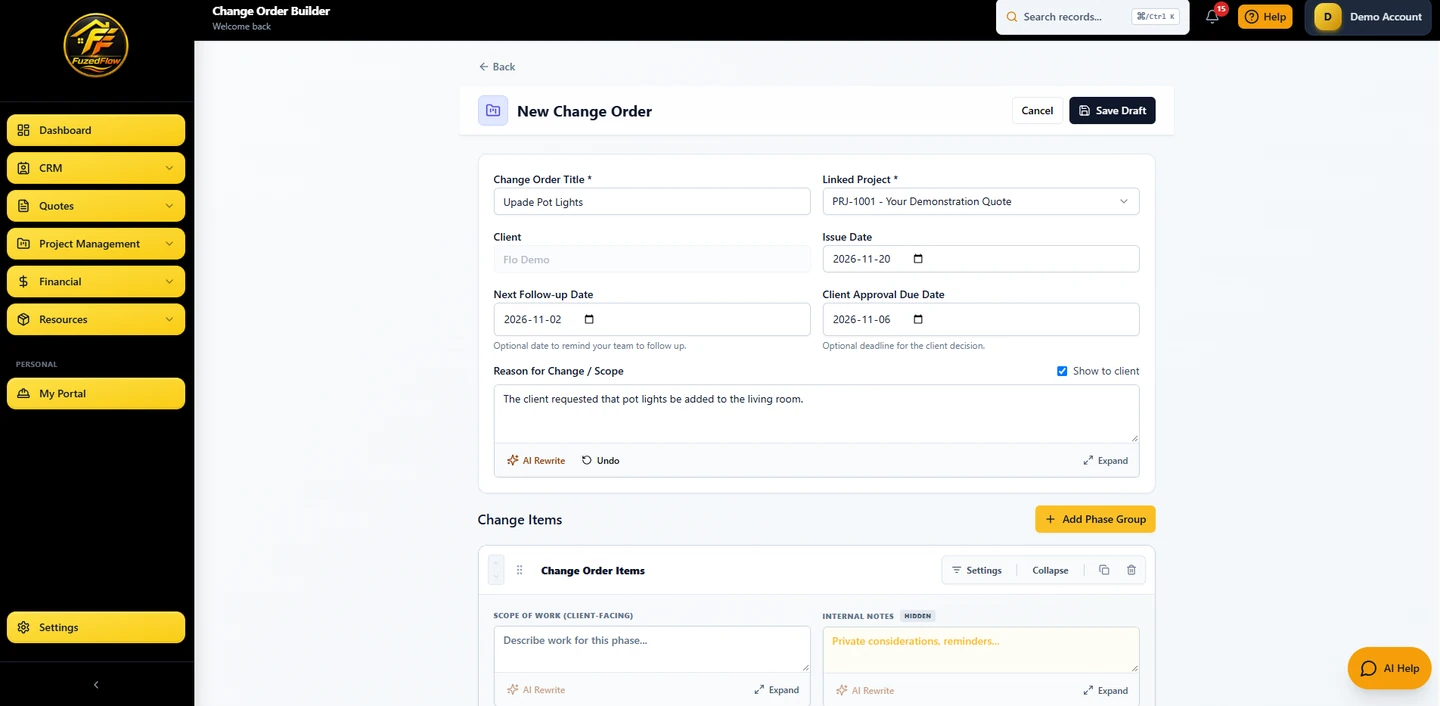 FuzedFlow
Change Order Builder
Welcome back
Search records...
⌘/Ctrl K
15
Help
D
Demo Account
Dashboard
CRM
Quotes
Project Management
Financial
Resources
PERSONAL
My Portal
Settings
Back
New Change Order
Cancel
Save Draft
Change Order Title *
Linked Project *
Upade Pot Lights
PRJ-1001 - Your Demonstration Quote
Client
Issue Date
Flo Demo
2026-11-20
Next Follow-up Date
Client Approval Due Date
2026-11-02
2026-11-06
Optional date to remind your team to follow up.
Optional deadline for the client decision.
Reason for Change / Scope
Show to client
The client requested that pot lights be added to the living room.
AI Rewrite
Undo
Expand
Change Items
Add Phase Group
Change Order Items
Settings
Collapse
SCOPE OF WORK (CLIENT-FACING)
INTERNAL NOTES
HIDDEN
Describe work for this phase...
Private considerations, reminders...
AI Rewrite
Expand
AI Rewrite
Expand
AI Help